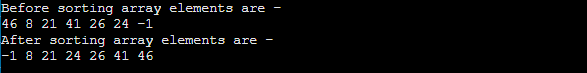 Before sorting array elements are -
46 8 21 41 26 24 -1
After sorting array elements are -
-1 8 21 24 26 41 46